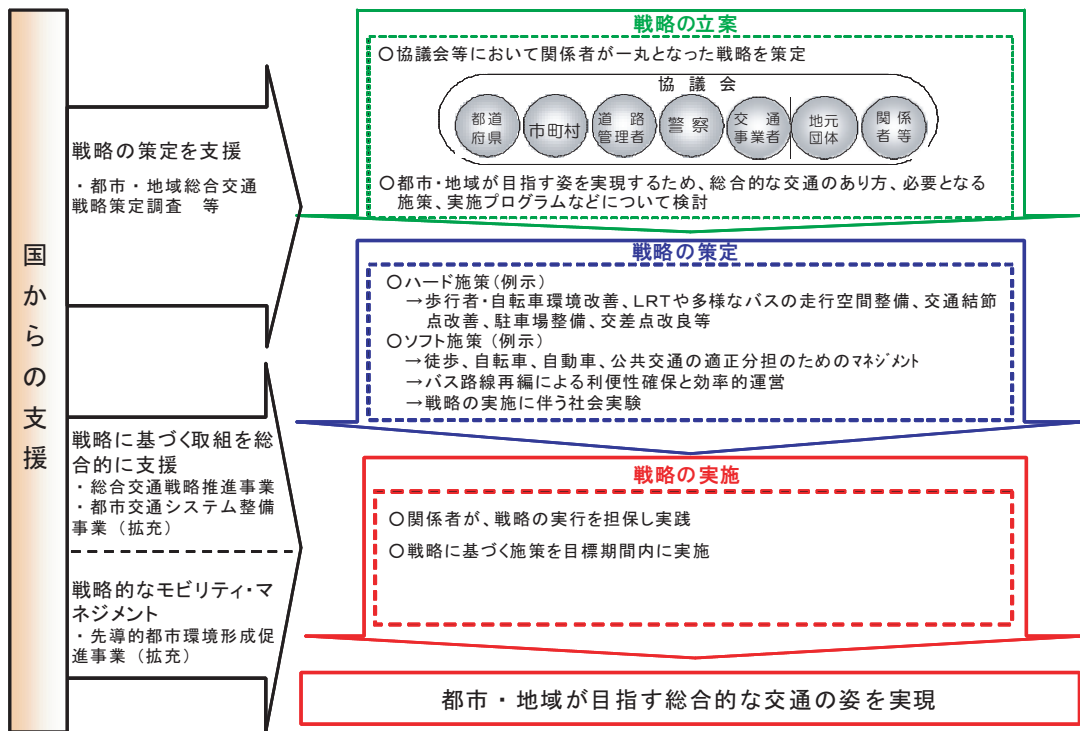 国からの支援
戦略の策定を支援
・都市・地域総合交通
戦略策定調査 等
戦略に基づく取組を総
合的に支援
・総合交通戦略推進事業
・都市交通システム整備
事業（拡充）
戦略的なモビリティ・マ
ネジメント
・先導的都市環境形成促
進事業（拡充）
戦略の立案
○協議会等において関係者が一丸となった戦略を策定
協議会
都道
府県
市町村
道路
管理者
警察
交通
事業者
地元
団体
関係
者等
○都市・地域が目指す姿を実現するため、総合的な交通のあり方、必要となる
施策、実施プログラムなどについて検討
戦略の策定
○ハード施策(例示)
→歩行者・自転車環境改善、LRTや多様なバスの走行空間整備、交通結節
点改善、駐車場整備、交差点改良等
○ソフト施策（例示）
→徒歩、自転車、自動車、公共交通の適正分担のためのマネジメント
→バス路線再編による利便性確保と効率的運営
→戦略の実施に伴う社会実験
戦略の実施
○関係者が、戦略の実行を担保し実践
○戦略に基づく施策を目標期間内に実施
都市・地域が目指す総合的な交通の姿を実現